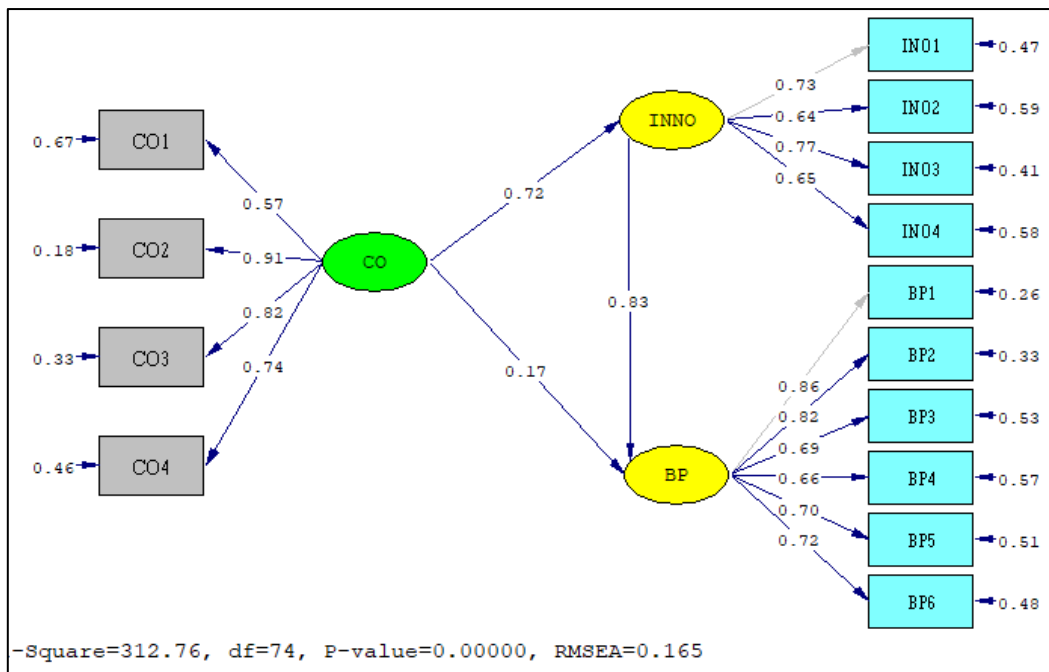 INO1
0.47
0.73
INO2
0.59
0.64
INO3
0.41
0.77
INO4
0.58
0.65
INNO
CO1
0.67
0.57
CO2
0.18
0.91
CO3
0.33
0.82
CO4
0.46
0.74
CO
0.72
0.83
0.17
BP
BP1
0.26
0.86
BP2
0.33
0.82
BP3
0.53
0.69
BP4
0.57
0.66
BP5
0.51
0.70
BP6
0.48
0.72
-Square=312.76, df=74, P-value=0.00000, RMSEA=0.165